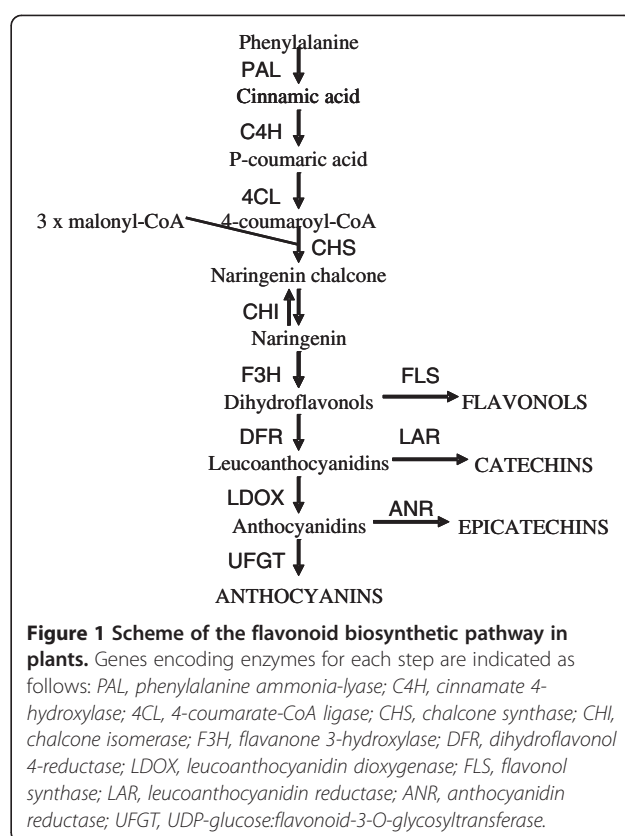 Phenylalanine
PAL
Cinnamic acid
C4H
P-coumaric acid
4CL
3 x malonyl-CoA 4-coumaroyl-CoA
CHS
Naringenin chalcone
CHI
Naringenin
F3H FLS
Dihydroflavonols FLAVONOLS
DFR LAR
Leucoanthocyanidins CATECHINS
LDOX ANR
Anthocyanidins EPICATECHINS
UFGT
ANTHOCYANINS
Figure 1 Scheme of the flavonoid biosynthetic pathway in
plants. Genes encoding enzymes for each step are indicated as
follows: PAL, phenylalanine ammonia-lyase; C4H, cinnamate 4-
hydroxylase; 4CL, 4-coumarate-CoA ligase; CHS, chalcone synthase; CHI,
chalcone isomerase; F3H, flavanone 3-hydroxylase; DFR, dihydroflavonol
4-reductase; LDOX, leucoanthocyanidin dioxygenase; FLS, flavonol
synthase; LAR, leucoanthocyanidin reductase; ANR, anthocyanidin
reductase; UFGT, UDP-glucose:flavonoid-3-O-glycosyltransferase.